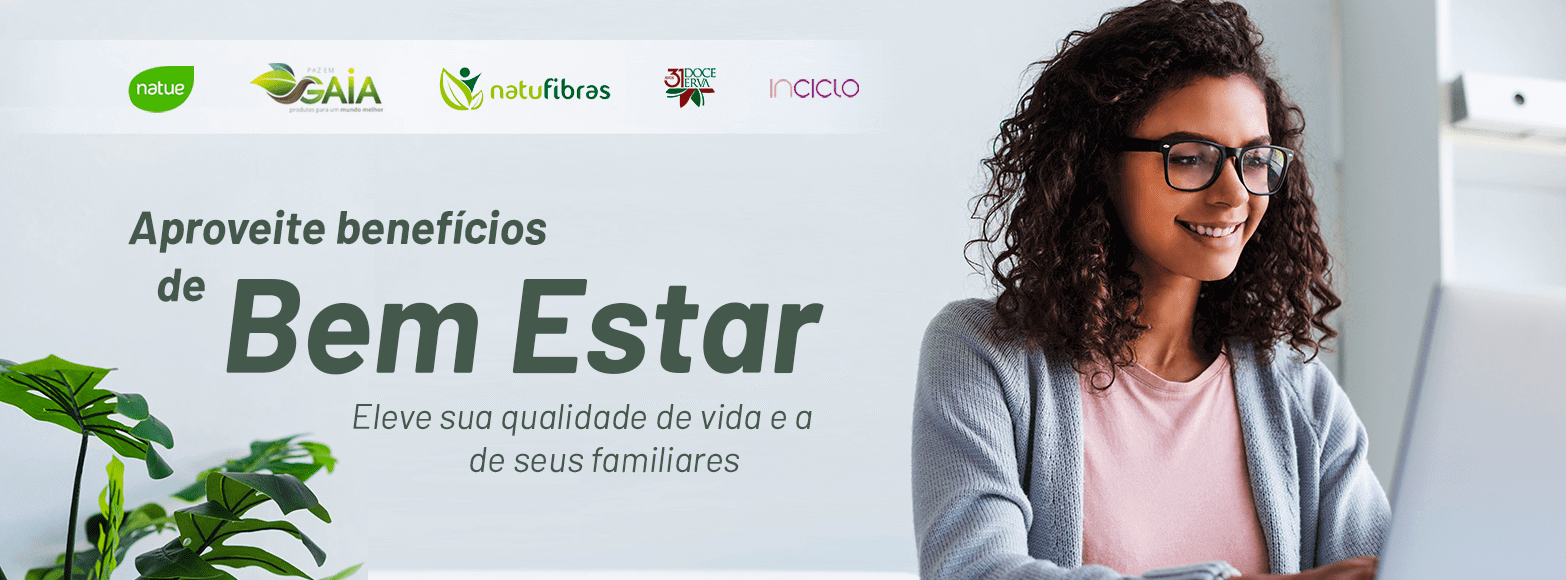 natue
PAZ EM
GAIA
produtos para um mundo melhor
natufibras
31 DOCE
ANOS ERVA
INCICLO
Aproveite benefícios
de Bem Estar
Eleve sua qualidade de vida e a
de seus familiares